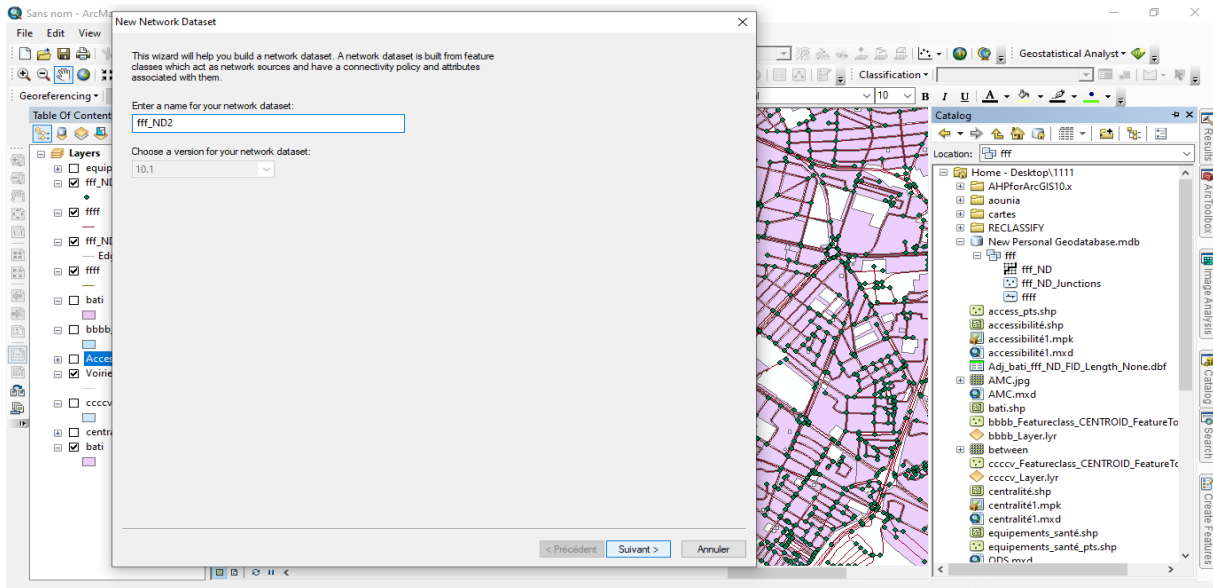 Sans nom - ArcMa
New Network Dataset
File Edit View
This wizard will help you build a network dataset. A network dataset is built from feature
classes which act as network sources and have a connectivity policy and attributes
associated with them.
Enter a name for your network dataset:
fff_ND2
Choose a version for your network dataset:
10.1
< Précédent Suivant > Annuler
Geostatistical Analyst
Classification
Georeferencing
10 B I U A
Table Of Content
Layers
equip
fff_ND
ffff
fff_ND
Edg
ffff
bati
bbbb_
Acces
Voirie
ccccv
centra
bati
Catalog
Location: fff
Home - Desktop\1111
AHPforArcGIS10.x
aounia
cartes
RECLASSIFY
New Personal Geodatabase.mdb
fff
fff_ND
fff_ND_Junctions
ffff
access_pts.shp
accessibilité.shp
accessibilité1.mpk
accessibilité1.mxd
Adj_bati_fff_ND_FID_Length_None.dbf
AMC.jpg
AMC.mxd
bati.shp
bbbb_Featureclass_CENTROID_FeatureTo
bbbb_Layer.lyr
between
ccccv_Featureclass_CENTROID_FeatureTo
ccccv_Layer.lyr
centralité.shp
centralité1.mpk
centralité1.mxd
equipements_santé.shp
equipements_santé_pts.shp
ODS.mxd
Results
ArcToolbox
Image Analysis
Catalog
Search
Create Features